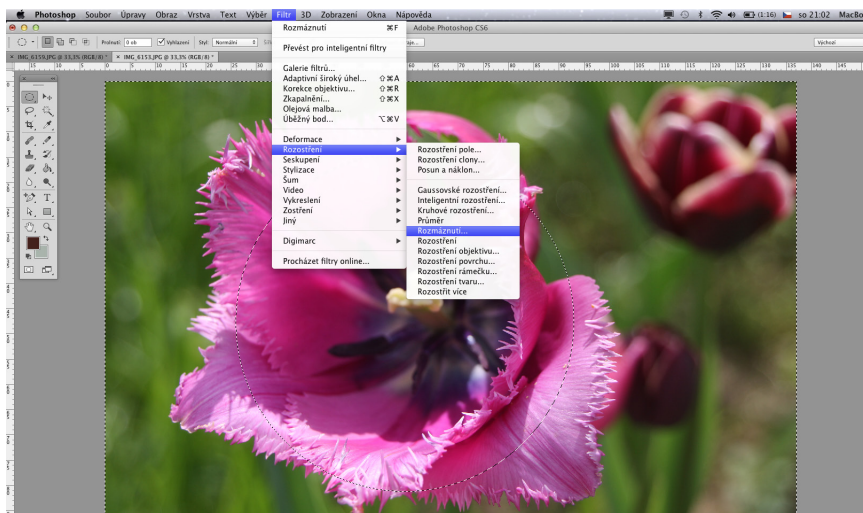 Photoshop Soubor Úpravy Obraz Vrstva Text Výběr Filtr 3D Zobrazení Okna Nápověda (1:16) so 21:02 MacBo
Adobe Photoshop CS6
Prolnutí: 0 ob Vyhlazení Styl: Normální Výchozí
× IMG_6159.JPG @ 33,3% (RGB/8) * × IMG_6153.JPG @ 33,3% (RGB/8) *
Rozmáznutí ⌘F
Převést pro inteligentní filtry
Galerie filtrů...
Adaptivní široký úhel... ⇧⌘A
Korekce objektivu... ⇧⌘R
Zkapalnění... ⇧⌘X
Olejová malba...
Úběžný bod... ⌥⌘V
Deformace
Rozostření
Seskupení
Stylizace
Šum
Video
Vykreslení
Zostření
Jiný
Digimarc
Procházet filtry online...
Rozostření pole...
Rozostření clony...
Posun a náklon...
Gaussovské rozostření...
Inteligentní rozostření...
Kruhové rozostření...
Průměr
Rozmáznutí...
Rozostření
Rozostření objektivu...
Rozostření povrchu...
Rozostření rámečku...
Rozostření tvaru...
Rozostřit více